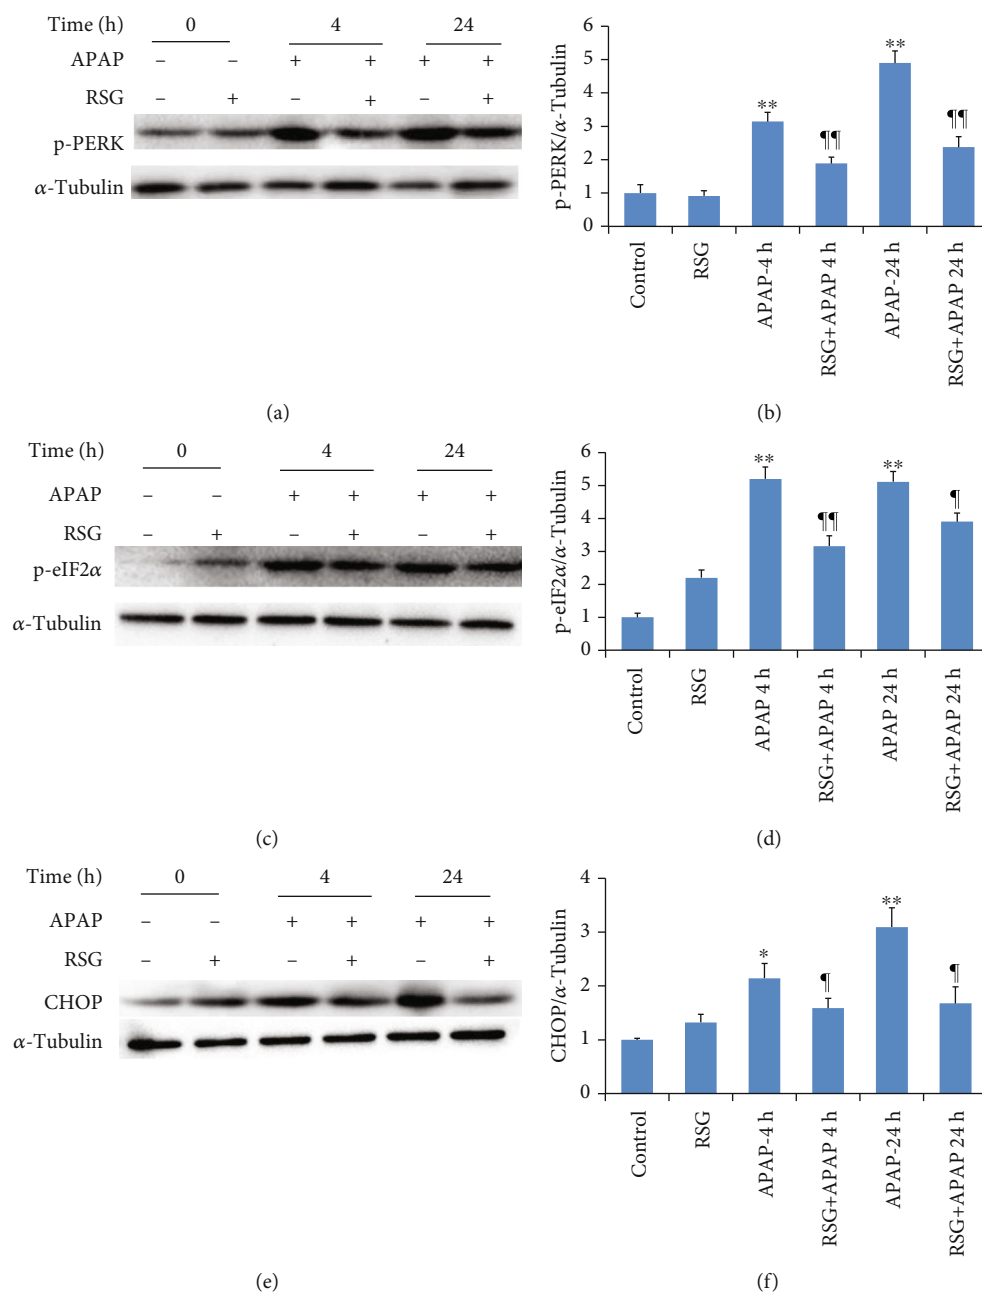 Time (h) 0 4 24
APAP – – + + + +
RSG – + – + – +
p-PERK
α-Tubulin
(a)
p-PERK/α-Tubulin
6
5
4
3
2
1
0
** ¶¶ ** ¶¶
Control RSG APAP-4 h RSG+APAP 4 h APAP-24 h RSG+APAP 24 h
(b)
Time (h) 0 4 24
APAP – – + + + +
RSG – + – + – +
p-eIF2α
α-Tubulin
(c)
p-eIF2α/α-Tubulin
6
5
4
3
2
1
0
** ¶¶ ** ¶
Control RSG APAP 4 h RSG+APAP 4 h APAP 24 h RSG+APAP 24 h
(d)
Time (h) 0 4 24
APAP – – + + + +
RSG – + – + – +
CHOP
α-Tubulin
(e)
CHOP/α-Tubulin
4
3
2
1
0
* ¶ ** ¶
Control RSG APAP-4 h RSG+APAP 4 h APAP-24 h RSG+APAP 24 h
(f)